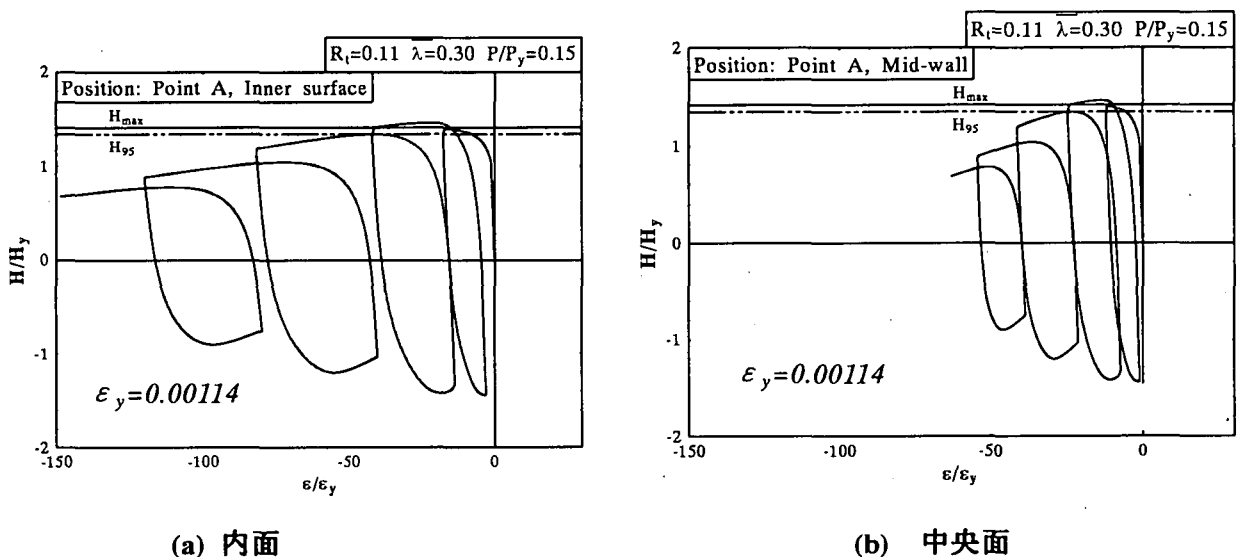 R_t=0.11 λ̄=0.30 P/P_y=0.15
Position: Point A, Inner surface
H_max
H_95
2
1
0
-1
-2
H/H_y
ε_y=0.00114
-150
-100
-50
0
ε/ε_y
(a) 内面
R_t=0.11 λ̄=0.30 P/P_y=0.15
Position: Point A, Mid-wall
H_max
H_95
2
1
0
-1
-2
H/H_y
ε_y=0.00114
-150
-100
-50
0
ε/ε_y
(b) 中央面